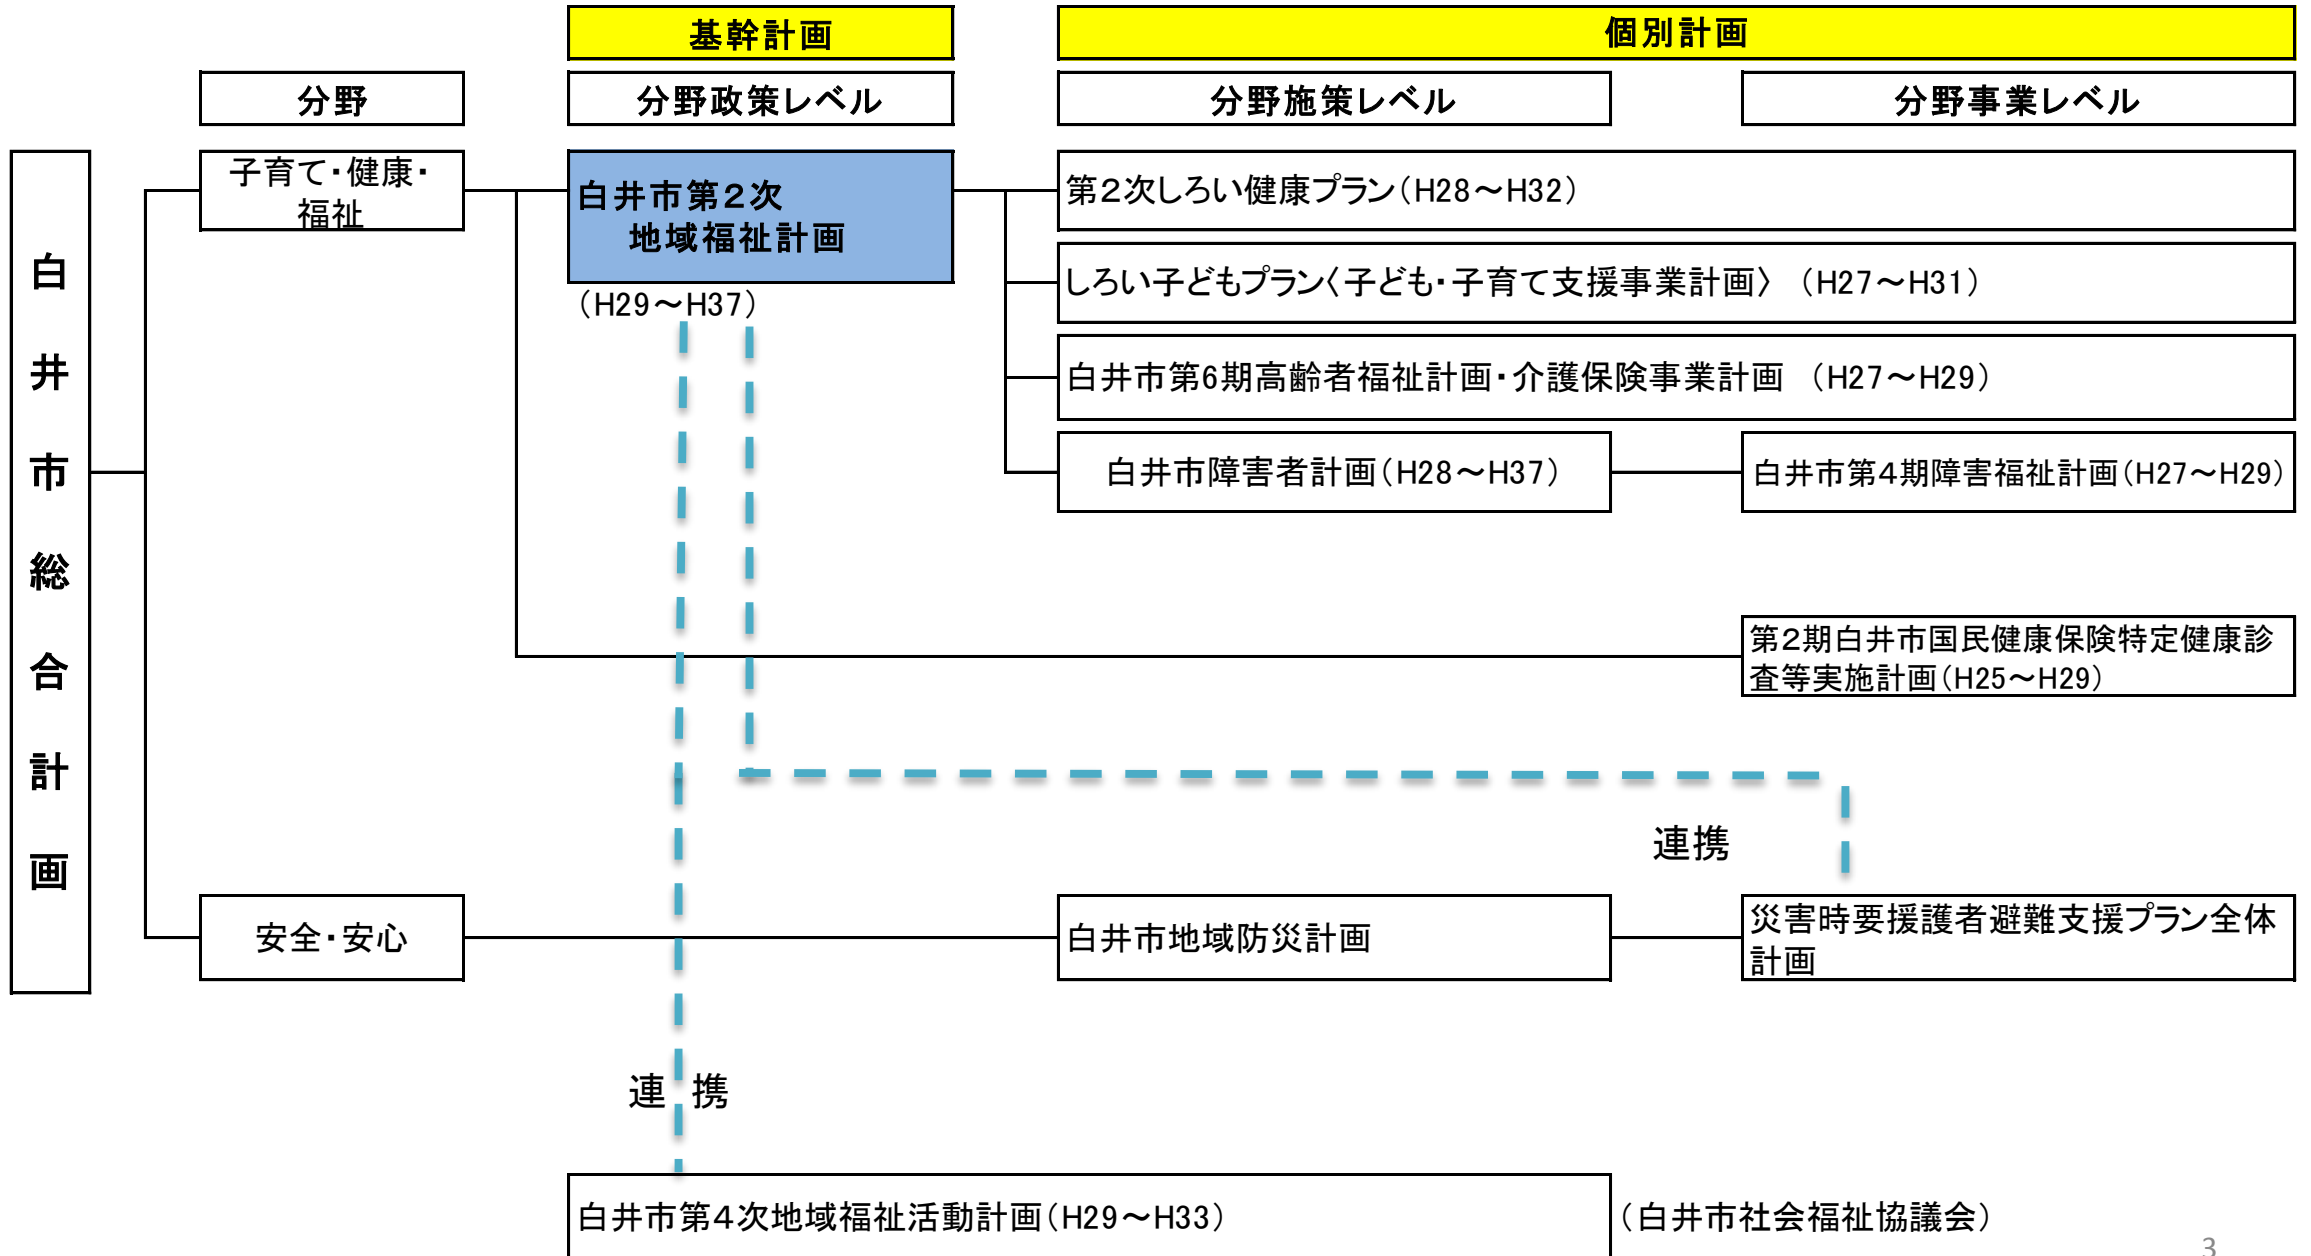 基幹計画
個別計画
分野
分野政策レベル
分野施策レベル
分野事業レベル
白井市総合計画
子育て・健康・
福祉
白井市第2次
地域福祉計画
（H29～H37）
第2次しろい健康プラン（H28～H32）
しろい子どもプラン〈子ども・子育て支援事業計画〉（H27～H31）
白井市第6期高齢者福祉計画・介護保険事業計画 （H27～H29）
白井市障害者計画（H28～H37）
白井市第4期障害福祉計画（H27～H29）
第2期白井市国民健康保険特定健康診
査等実施計画（H25～H29）
連携
安全・安心
白井市地域防災計画
災害時要援護者避難支援プラン全体
計画
連携
白井市第4次地域福祉活動計画（H29～H33）
（白井市社会福祉協議会）
3